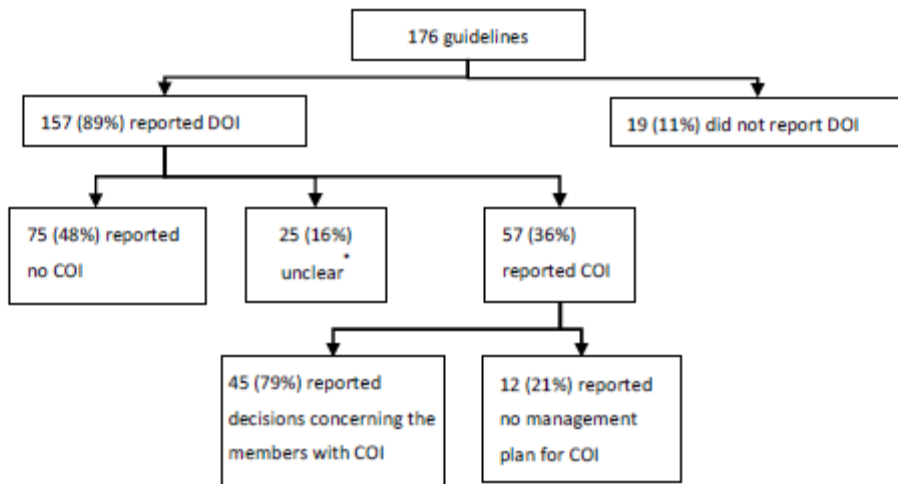 176 guidelines
157 (89%) reported DOI
19 (11%) did not report DOI
75 (48%) reported
no COI
25 (16%)
unclear*
57 (36%)
reported COI
45 (79%) reported
decisions concerning the
members with COI
12 (21%) reported
no management
plan for COI